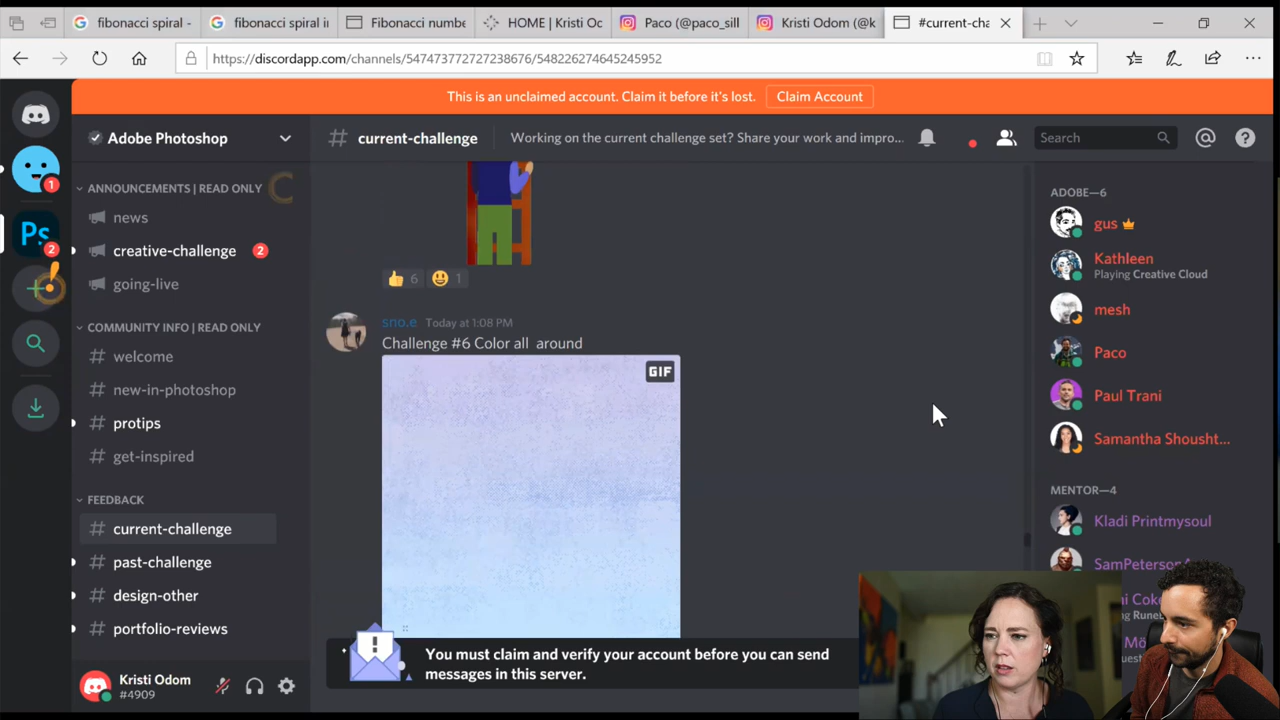 fibonacci spiral -
fibonacci spiral in
Fibonacci numbe
HOME | Kristi Oc
Paco (@paco_sill
Kristi Odom (@k
#current-cha
https://discordapp.com/channels/547473772727238676/548226274645245952
This is an unclaimed account. Claim it before it's lost.
Claim Account
Adobe Photoshop
# current-challenge
Working on the current challenge set? Share your work and impro...
Search
ANNOUNCEMENTS | READ ONLY
news
creative-challenge 2
going-live
COMMUNITY INFO | READ ONLY
# welcome
# new-in-photoshop
# protips
# get-inspired
FEEDBACK
# current-challenge
# past-challenge
# design-other
# portfolio-reviews
Kristi Odom
#4909
1
Ps
2
6
1
sno.e Today at 1:08 PM
Challenge #6 Color all around
GIF
You must claim and verify your account before you can send
messages in this server.
ADOBE—6
gus
Kathleen
Playing Creative Cloud
mesh
Paco
Paul Trani
Samantha Shousht...
MENTOR—4
Kladi Printmysoul